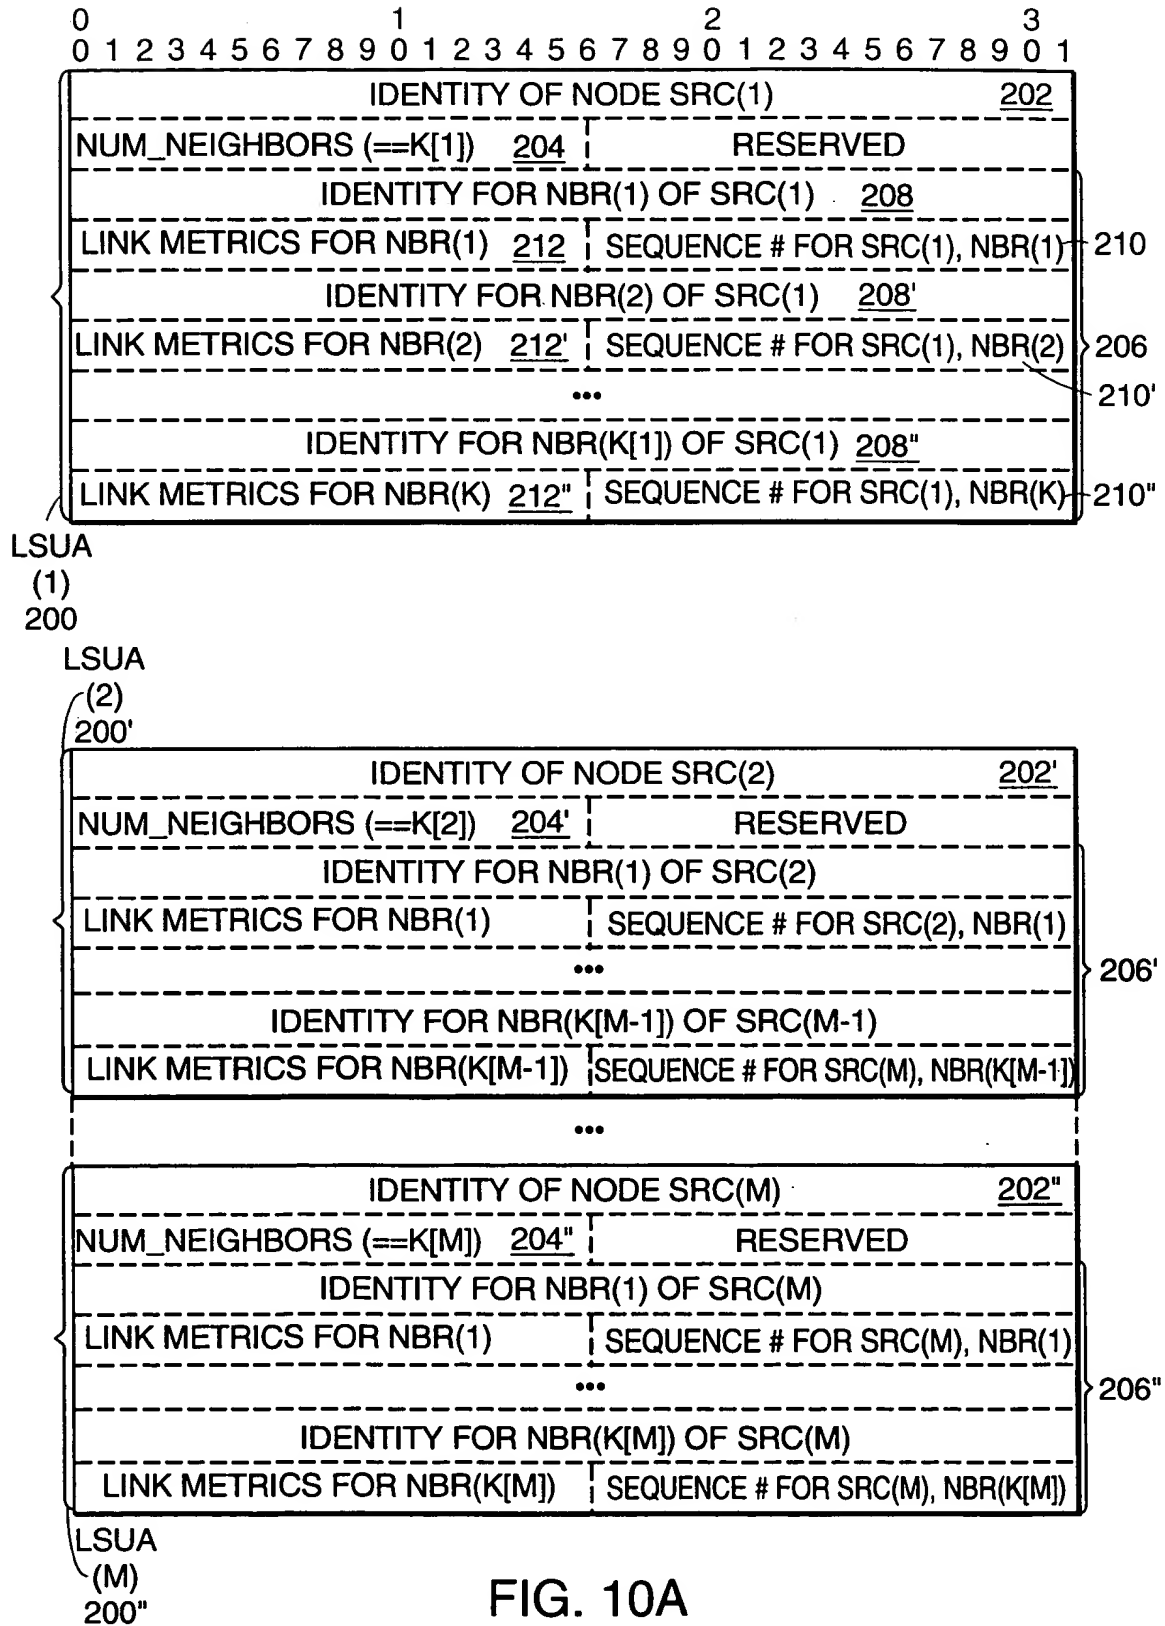 0 1 2 3
0 1 2 3 4 5 6 7 8 9 0 1 2 3 4 5 6 7 8 9 0 1 2 3 4 5 6 7 8 9 0 1
IDENTITY OF NODE SRC(1) 202
NUM_NEIGHBORS (==K[1]) 204 RESERVED
IDENTITY FOR NBR(1) OF SRC(1) 208
LINK METRICS FOR NBR(1) 212 SEQUENCE # FOR SRC(1), NBR(1) 210
IDENTITY FOR NBR(2) OF SRC(1) 208'
LINK METRICS FOR NBR(2) 212' SEQUENCE # FOR SRC(1), NBR(2) 206
••• 210'
IDENTITY FOR NBR(K[1]) OF SRC(1) 208"
LINK METRICS FOR NBR(K) 212" SEQUENCE # FOR SRC(1), NBR(K) 210"
LSUA
(1)
200
LSUA
(2)
200'
IDENTITY OF NODE SRC(2) 202'
NUM_NEIGHBORS (==K[2]) 204' RESERVED
IDENTITY FOR NBR(1) OF SRC(2)
LINK METRICS FOR NBR(1) SEQUENCE # FOR SRC(2), NBR(1)
••• 206'
IDENTITY FOR NBR(K[M-1]) OF SRC(M-1)
LINK METRICS FOR NBR(K[M-1]) SEQUENCE # FOR SRC(M), NBR(K[M-1])
•••
IDENTITY OF NODE SRC(M) 202"
NUM_NEIGHBORS (==K[M]) 204" RESERVED
IDENTITY FOR NBR(1) OF SRC(M)
LINK METRICS FOR NBR(1) SEQUENCE # FOR SRC(M), NBR(1)
••• 206"
IDENTITY FOR NBR(K[M]) OF SRC(M)
LINK METRICS FOR NBR(K[M]) SEQUENCE # FOR SRC(M), NBR(K[M])
LSUA
(M)
200"
FIG. 10A